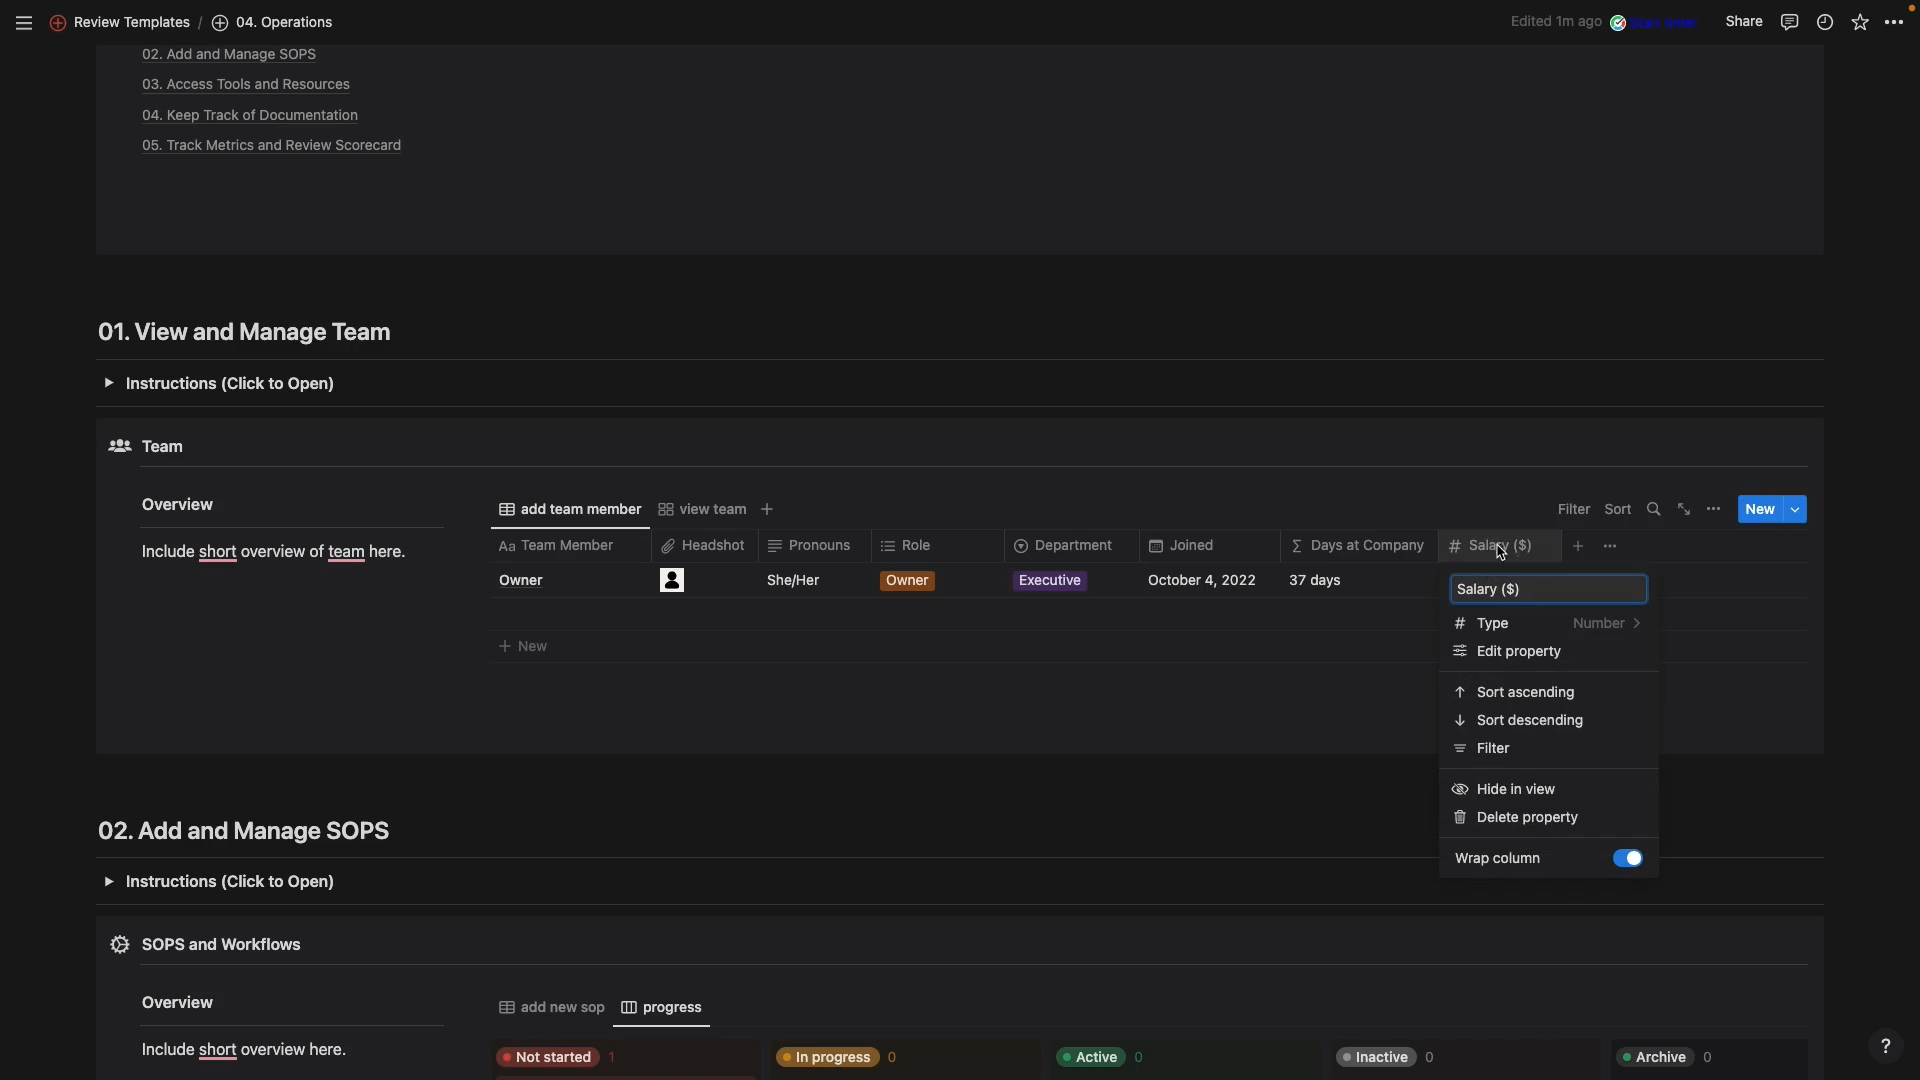 Review Templates / 04. Operations
Edited 1m ago
Share
02. Add and Manage SOPS
03. Access Tools and Resources
04. Keep Track of Documentation
05. Track Metrics and Review Scorecard
01. View and Manage Team
Instructions (Click to Open)
Team
Overview
Include short overview of team here.
add team member view team
Filter Sort New
Aa Team Member Headshot Pronouns Role Department Joined Days at Company # Salary ($)
Owner She/Her Owner Executive October 4, 2022 37 days
+ New
Salary ($)
# Type Number
Edit property
Sort ascending
Sort descending
Filter
Hide in view
Delete property
Wrap column
02. Add and Manage SOPS
Instructions (Click to Open)
SOPS and Workflows
Overview
Include short overview here.
add new sop progress
Not started 1 In progress 0 Active 0 Inactive 0 Archive 0
?